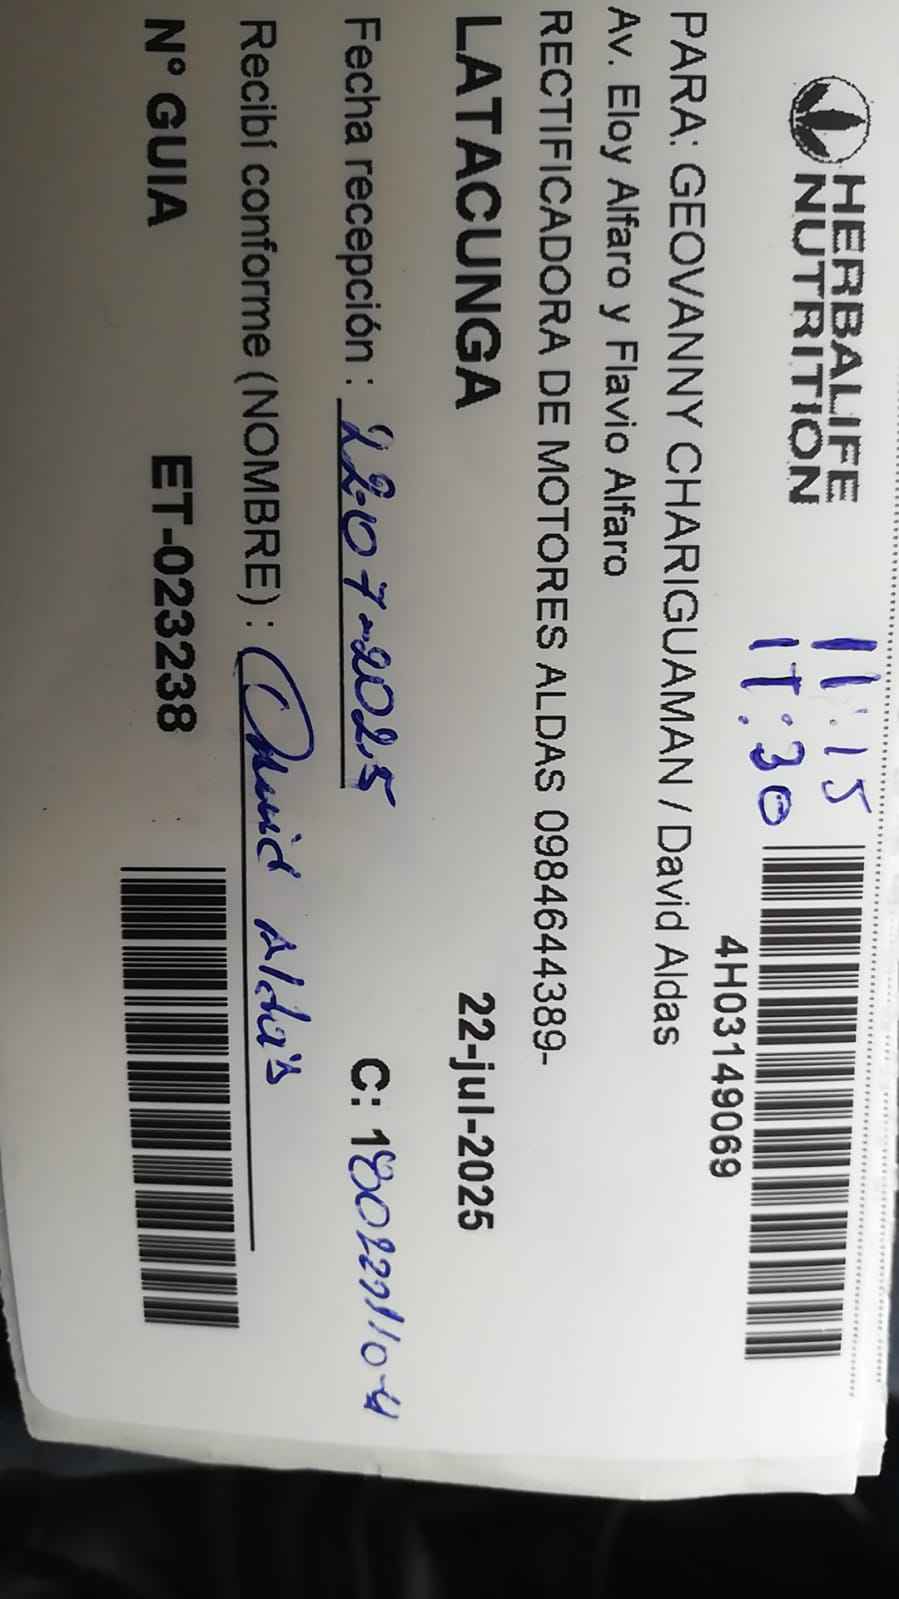 HERBALIFE
NUTRITION
11:15
17:30
4H03149069
PARA: GEOVANNY CHARIGUAMAN / David Aldas
Av. Eloy Alfaro y Flavio Alfaro
RECTIFICADORA DE MOTORES ALDAS 0984644389-
LATACUNGA 22-jul-2025
Fecha recepción : 22-07-2025 C:
Recibí conforme (NOMBRE) : David Aldas
N° GUIA ET-023238